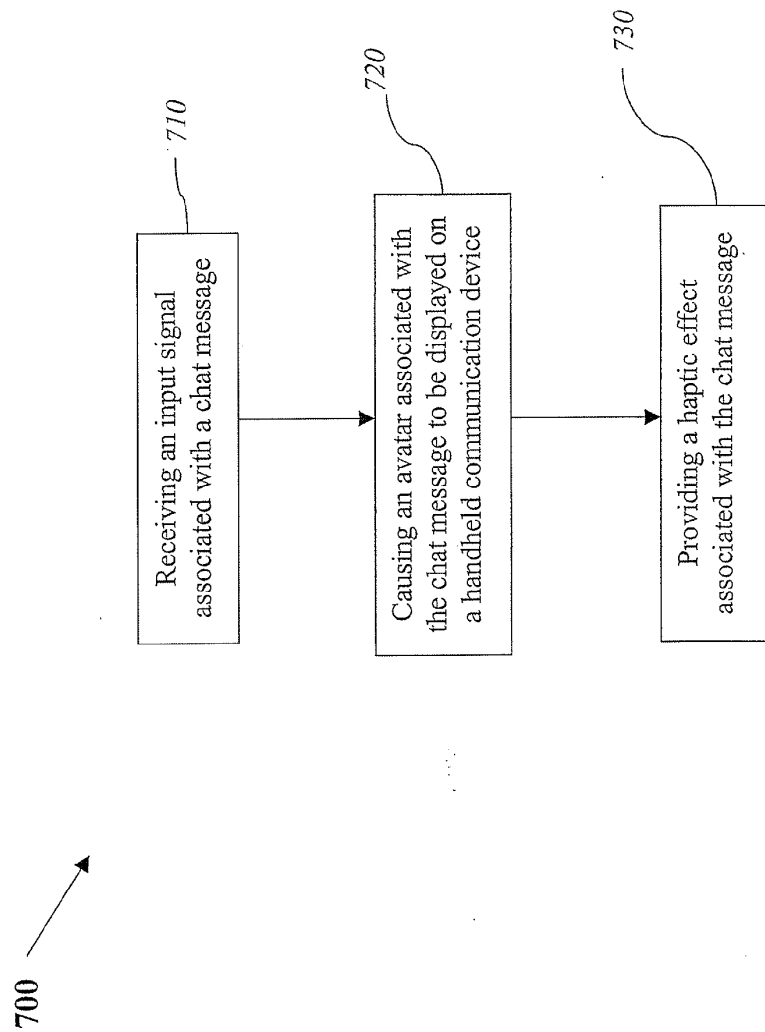 700
Receiving an input signal
associated with a chat message
710
Causing an avatar associated with
the chat message to be displayed on
a handheld communication device
720
Providing a haptic effect
associated with the chat message
730